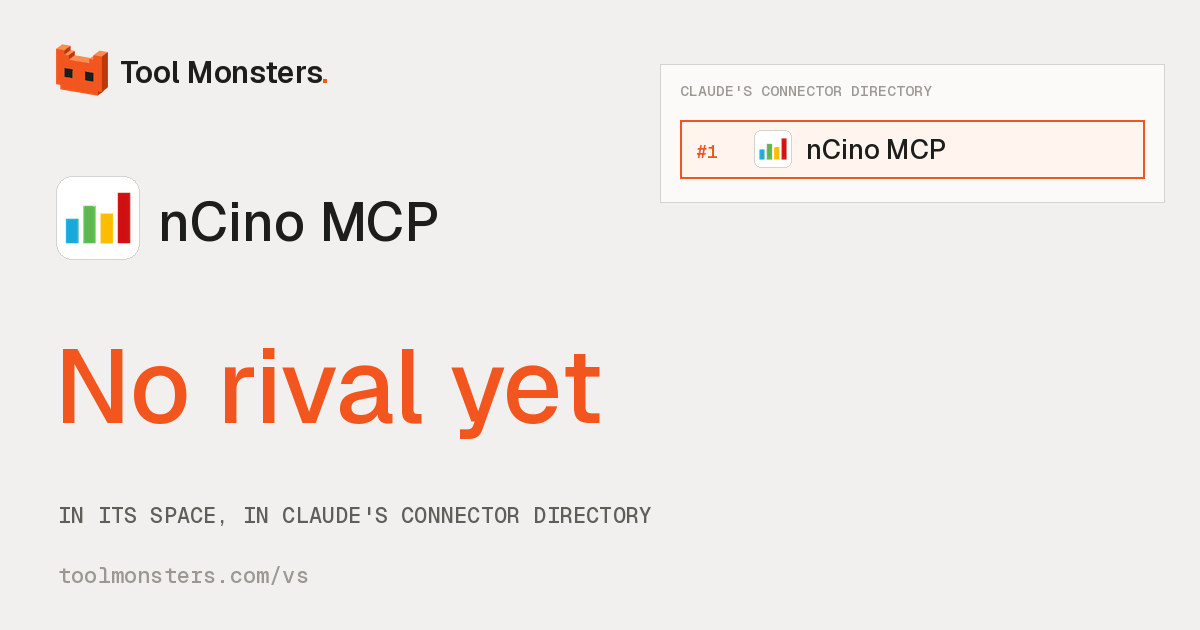 Tool Monsters.
nCino MCP
No rival yet
IN ITS SPACE, IN CLAUDE'S CONNECTOR DIRECTORY
toolmonsters.com/vs
CLAUDE'S CONNECTOR DIRECTORY
#1 nCino MCP